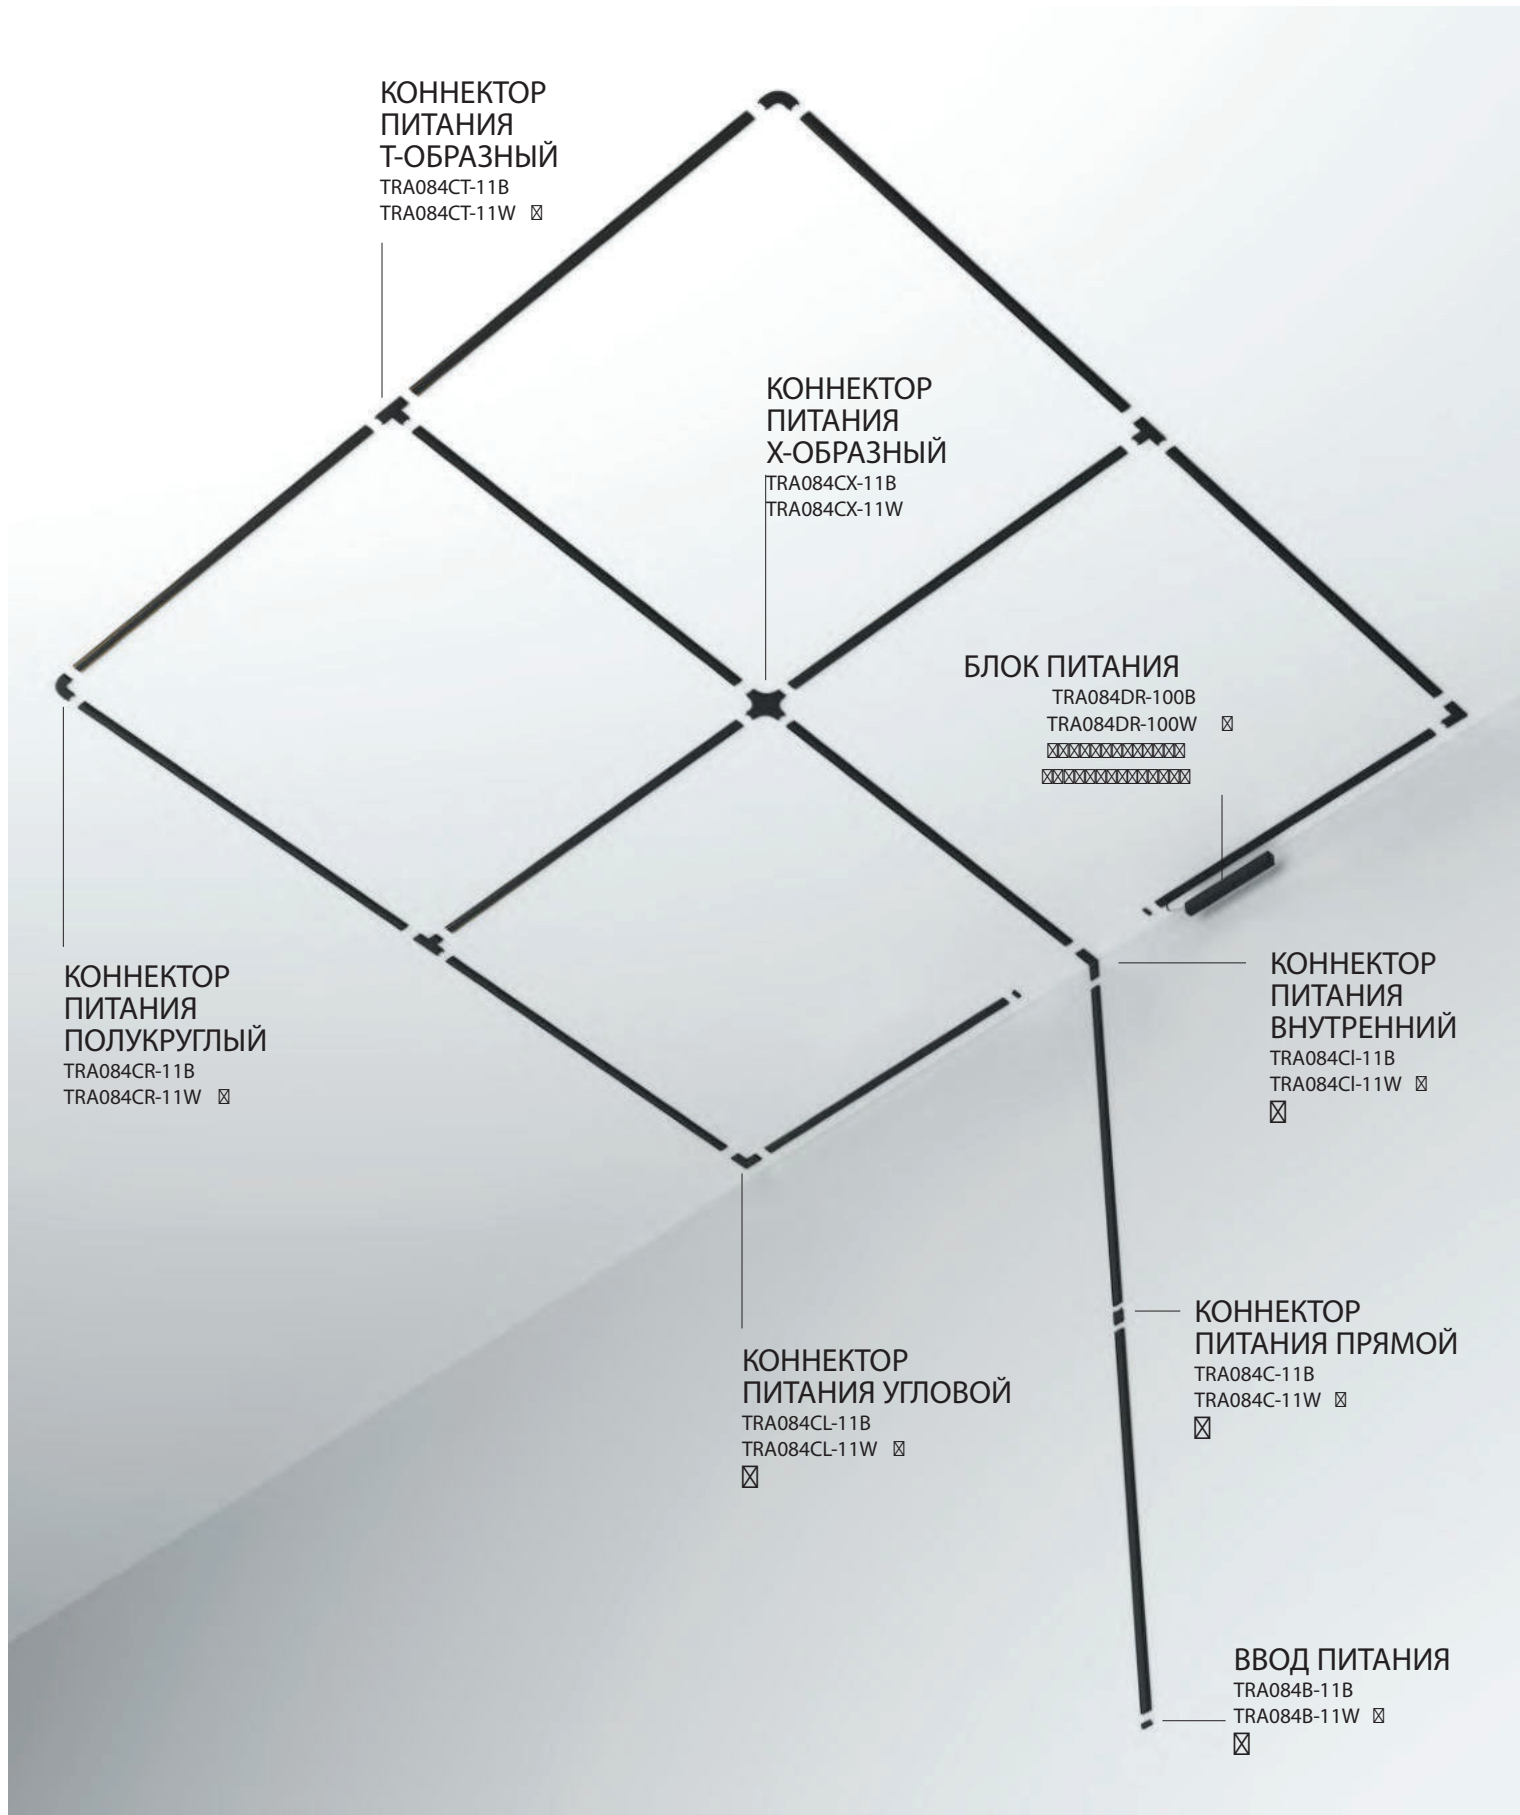 КОННЕКТОР
ПИТАНИЯ
Т-ОБРАЗНЫЙ
TRA084CT-11B
TRA084CT-11W
КОННЕКТОР
ПИТАНИЯ
Х-ОБРАЗНЫЙ
TRA084CX-11B
TRA084CX-11W
БЛОК ПИТАНИЯ
TRA084DR-100B
TRA084DR-100W
КОННЕКТОР
ПИТАНИЯ
ПОЛУКРУГЛЫЙ
TRA084CR-11B
TRA084CR-11W
КОННЕКТОР
ПИТАНИЯ
ВНУТРЕННИЙ
TRA084CI-11B
TRA084CI-11W
КОННЕКТОР
ПИТАНИЯ ПРЯМОЙ
TRA084C-11B
TRA084C-11W
КОННЕКТОР
ПИТАНИЯ УГЛОВОЙ
TRA084CL-11B
TRA084CL-11W
ВВОД ПИТАНИЯ
TRA084B-11B
TRA084B-11W